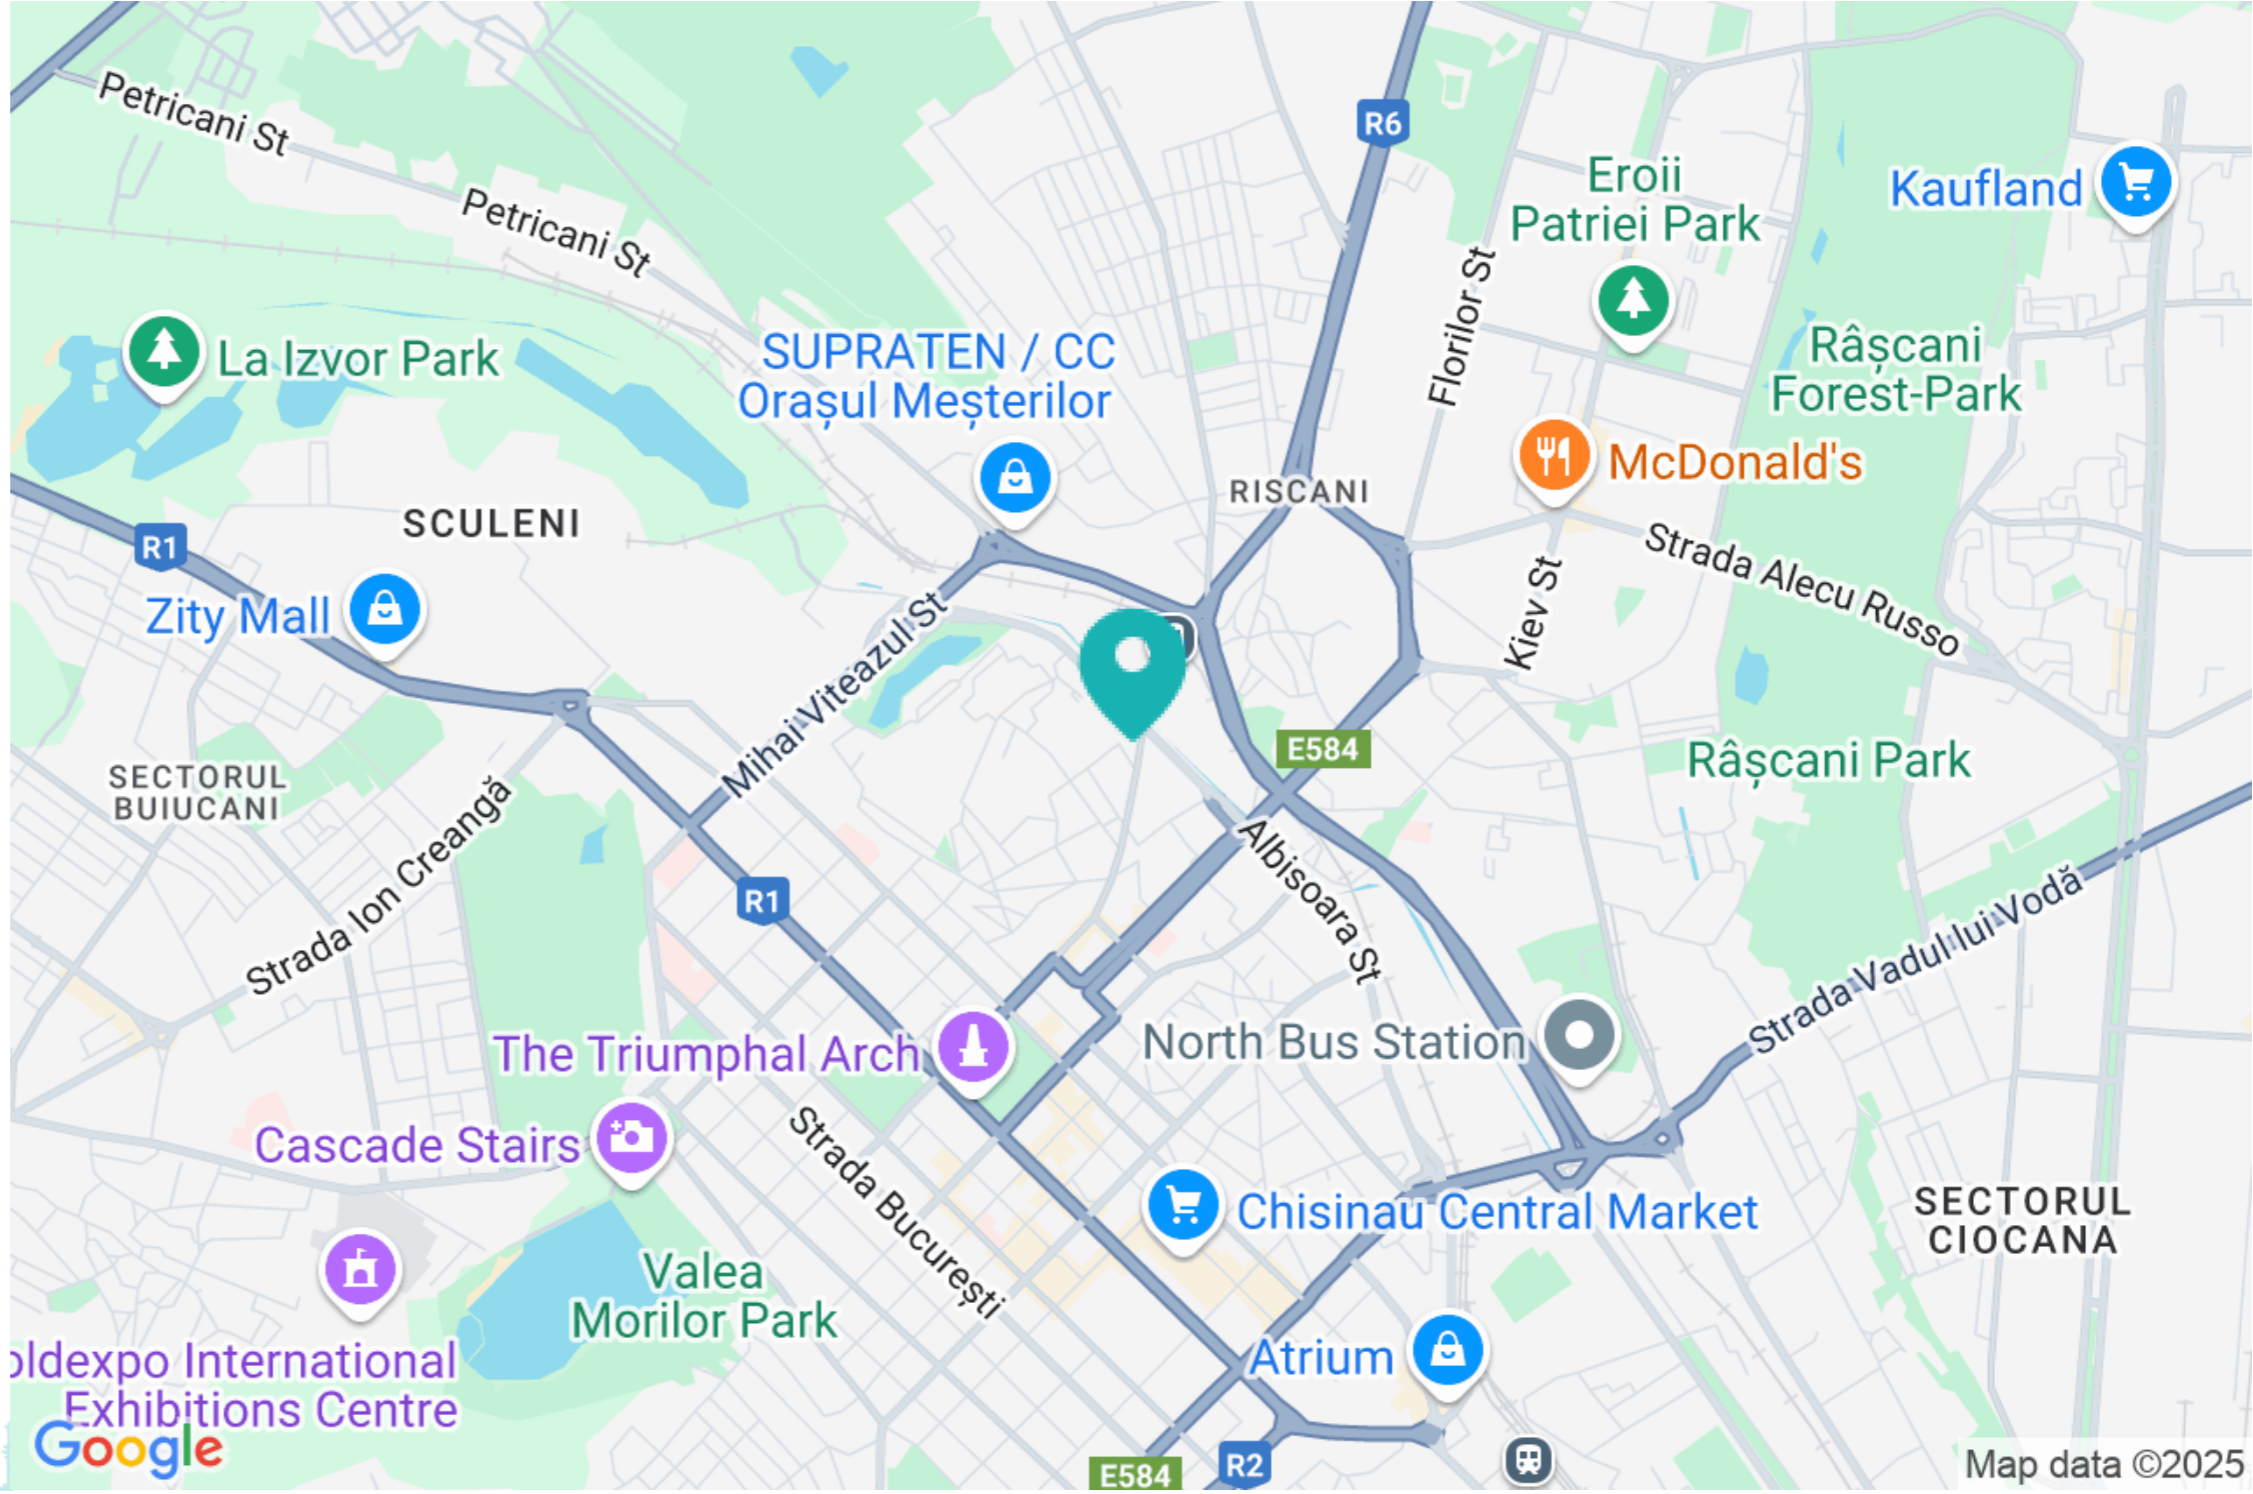 Petricani St
R6
Eroii
Patriei Park
Kaufland
Petricani St
Florilor St
La Izvor Park
SUPRATEN / CC
Orașul Meșterilor
Râșcani
Forest-Park
McDonald's
RISCANI
SCULENI
R1
Strada Alecu Russo
Zity Mall
Mihai Viteazul St
Kiev St
E584
Râșcani Park
SECTORUL
BUIUCANI
Strada Ion Creangă
R1
Albisoara St
Strada Vadul lui Vodă
The Triumphal Arch
North Bus Station
Cascade Stairs
Strada București
Chisinau Central Market
SECTORUL
CIOCANA
Valea
Morilor Park
oldexpo International
Exhibitions Centre
Atrium
Google
E584
R2
Map data ©2025